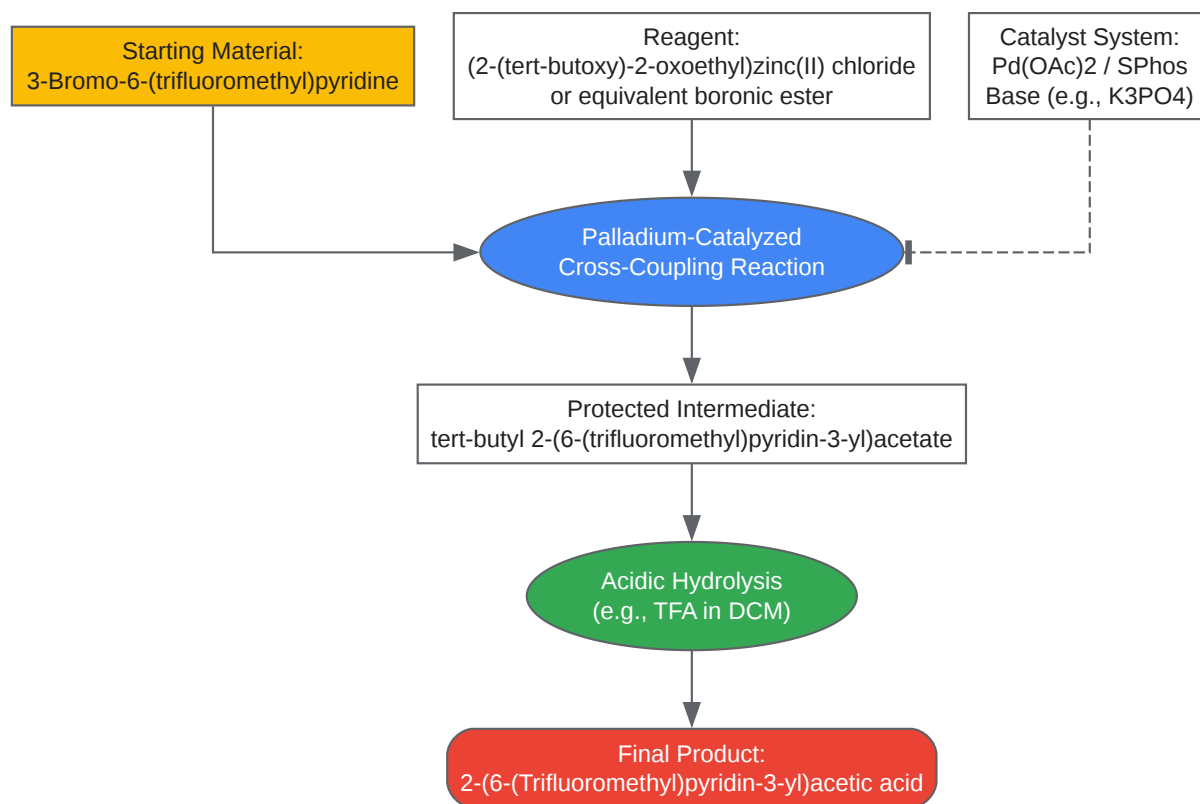 Starting Material:
3-Bromo-6-(trifluoromethyl)pyridine
Reagent:
(2-(tert-butoxy)-2-oxoethyl)zinc(II) chloride
or equivalent boronic ester
Catalyst System:
Pd(OAc)2 / SPhos
Base (e.g., K3PO4)
Palladium-Catalyzed
Cross-Coupling Reaction
Protected Intermediate:
tert-butyl 2-(6-(trifluoromethyl)pyridin-3-yl)acetate
Acidic Hydrolysis
(e.g., TFA in DCM)
Final Product:
2-(6-(Trifluoromethyl)pyridin-3-yl)acetic acid